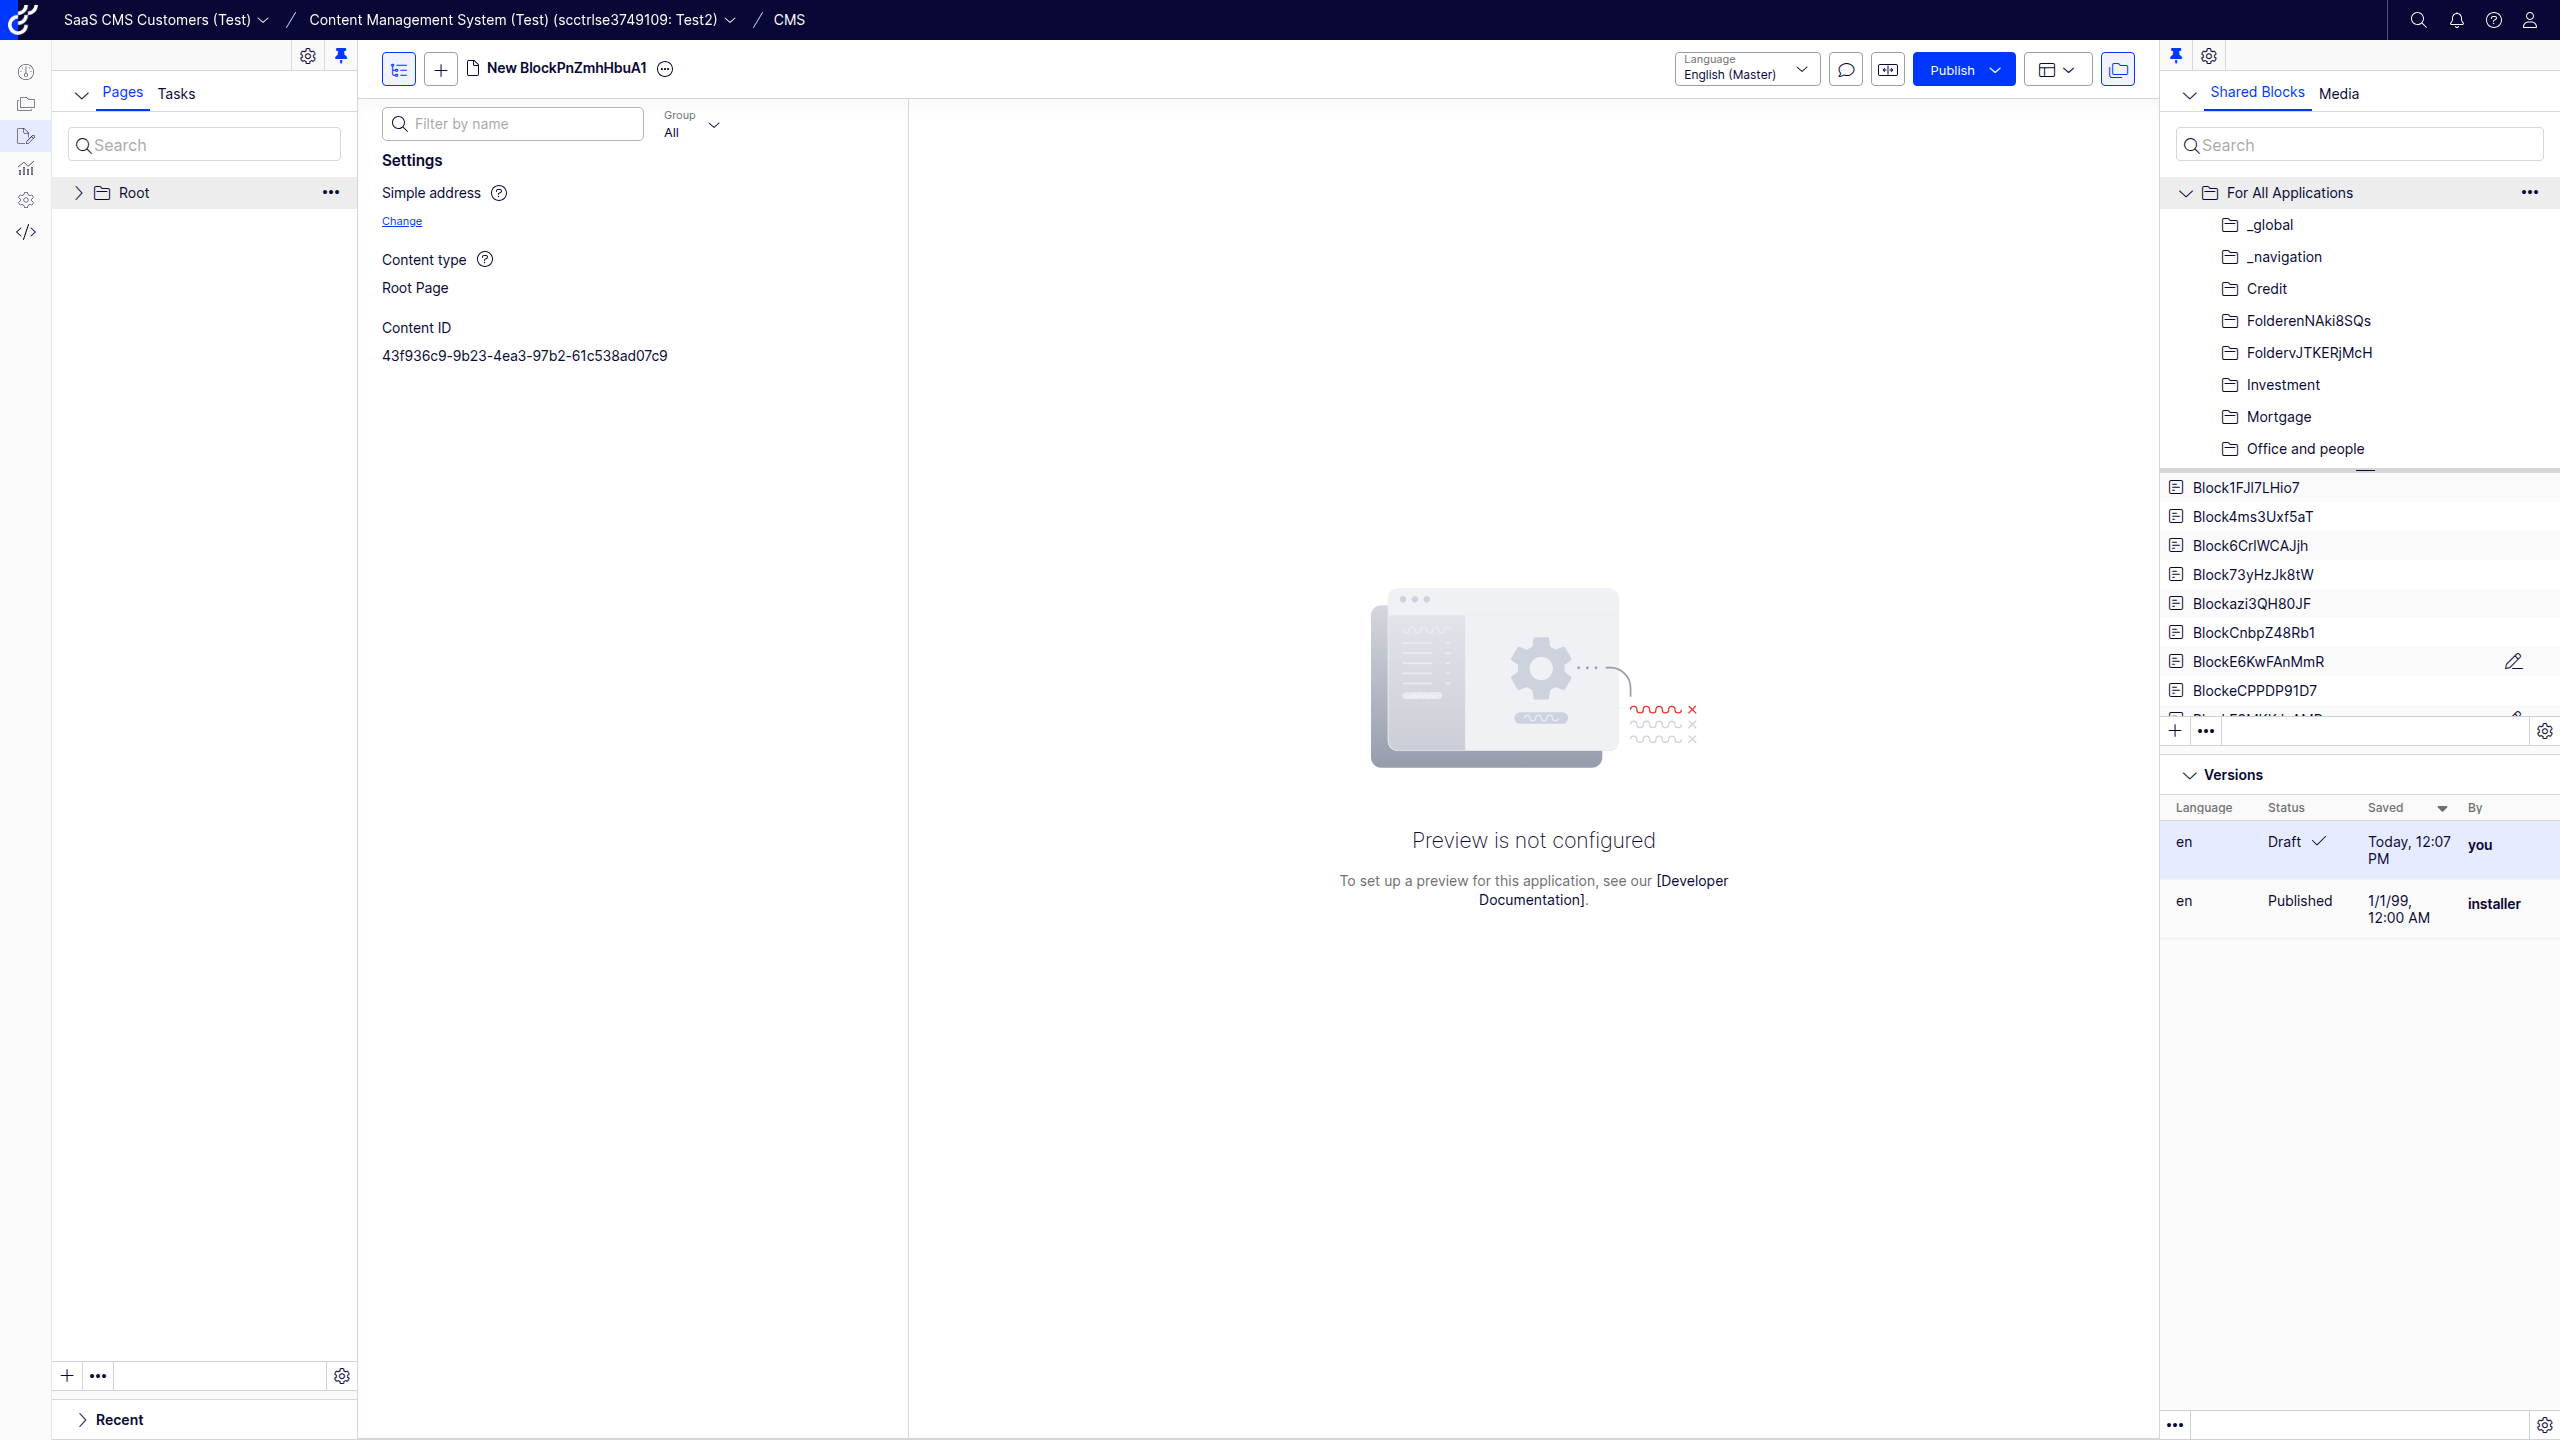 SaaS CMS Customers (Test)
Content Management System (Test) (scctrlse3749109: Test2)
CMS
Pages
Tasks
Search
Root
Recent
New BlockPnZmhHbuA1
Language
English (Master)
Publish
Filter by name
Group
All
Settings
Simple address
Change
Content type
Root Page
Content ID
43f936c9-9b23-4ea3-97b2-61c538ad07c9
Preview is not configured
To set up a preview for this application, see our [Developer
Documentation].
Shared Blocks
Media
Search
For All Applications
_global
_navigation
Credit
FolderenNAki8SQs
FoldervJTKERjMcH
Investment
Mortgage
Office and people
Block1FJl7LHio7
Block4ms3Uxf5aT
Block6CrIWCAJjh
Block73yHzJk8tW
Blockazi3QH80JF
BlockCnbpZ48Rb1
BlockE6KwFAnMmR
BlockeCPPDP91D7
Versions
Language Status Saved By
en Draft Today, 12:07 PM you
en Published 1/1/99, 12:00 AM installer